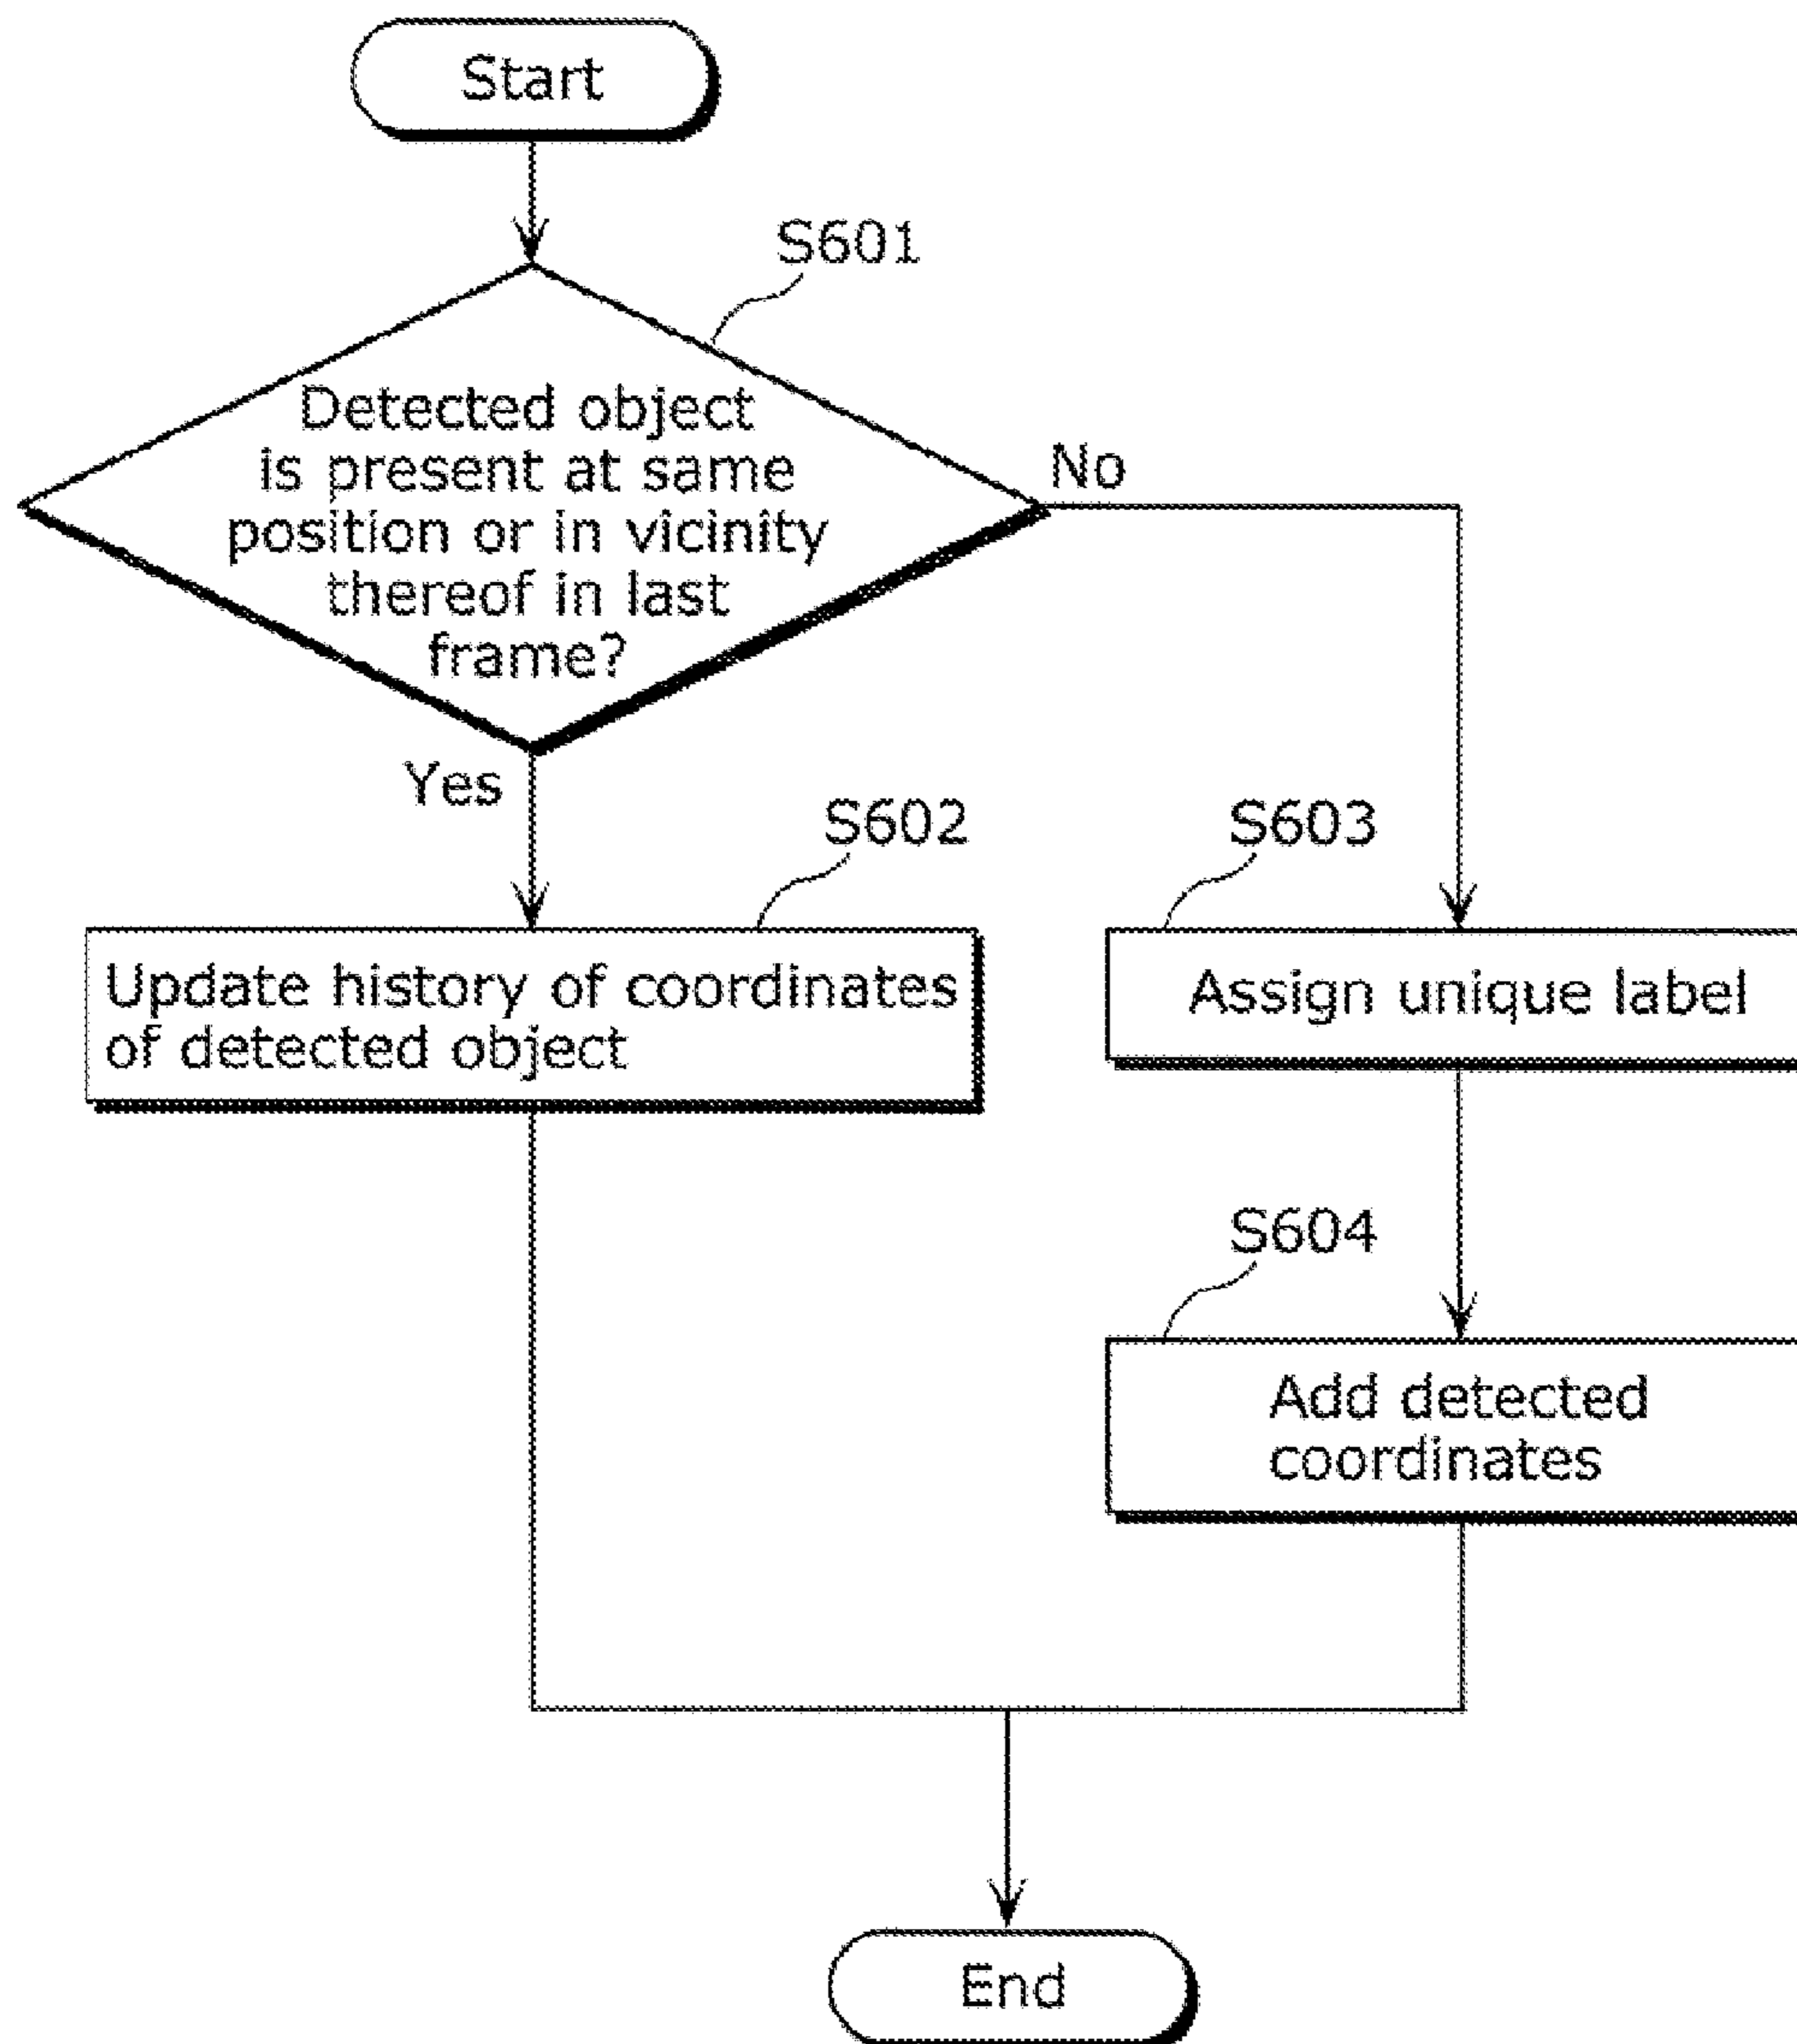 Start
S601
Detected object
is present at same
position or in vicinity
thereof in last
frame?
No
Yes
S602
S603
Update history of coordinates
of detected object
Assign unique label
S604
Add detected
coordinates
End